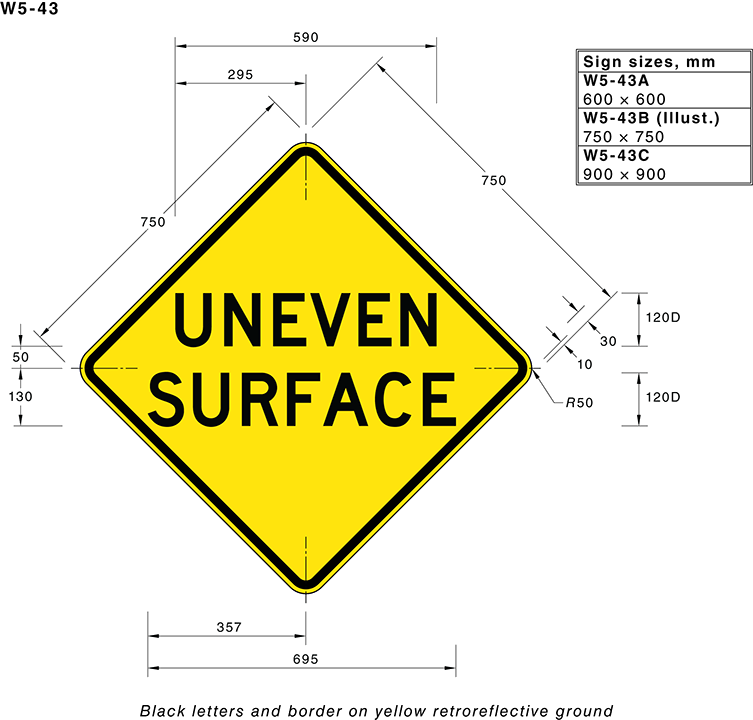 W5-43
590
295
Sign sizes, mm
W5-43A
600 × 600
W5-43B (Illust.)
750 × 750
W5-43C
900 × 900
750
750
UNEVEN
SURFACE
120D
30
10
50
130
R50
120D
357
695
Black letters and border on yellow retroreflective ground